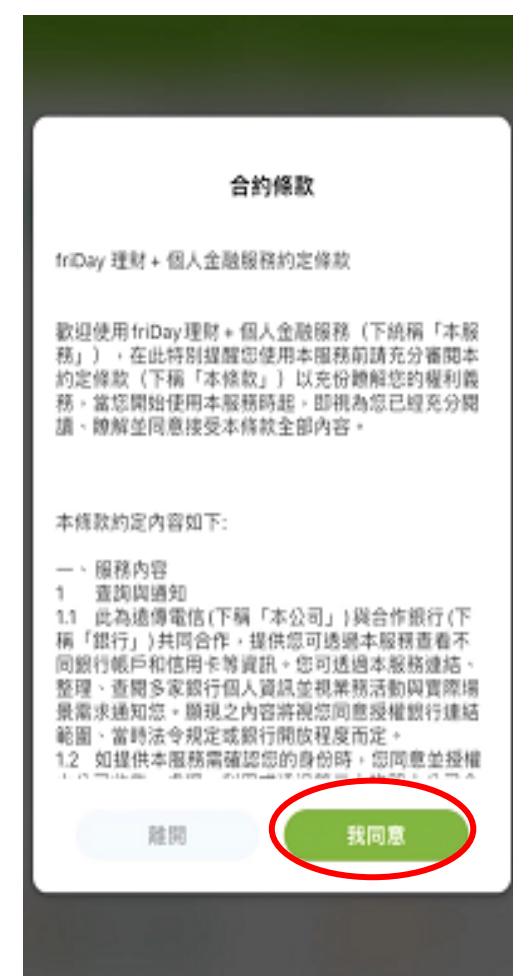 合約條款
friDay 理財+ 個人金融服務約定條款
歡迎使用friDay理財+ 個人金融服務（下統稱「本服
務」），在此特別提醒您使用本服務前請充分審閱本
約定條款（下稱「本條款」）以充份瞭解您的權利義
務，當您開始使用本服務時起，即視為您已經充分閱
讀、瞭解並同意接受本條款全部內容。
本條款約定內容如下:
一、服務內容
1 查詢與通知
1.1 此為遠傳電信(下稱「本公司」)與合作銀行(下
稱「銀行」)共同合作，提供您可透過本服務查看不
同銀行帳戶和信用卡等資訊。您可透過本服務連結、
整理、查閱多家銀行個人資訊並視業務活動與實際場
景需求通知您。顯現之內容將視您同意授權銀行連結
範圍、當時法令規定或銀行開放程度而定。
1.2 如提供本服務需確認您的身份時，您同意並授權
離開
我同意